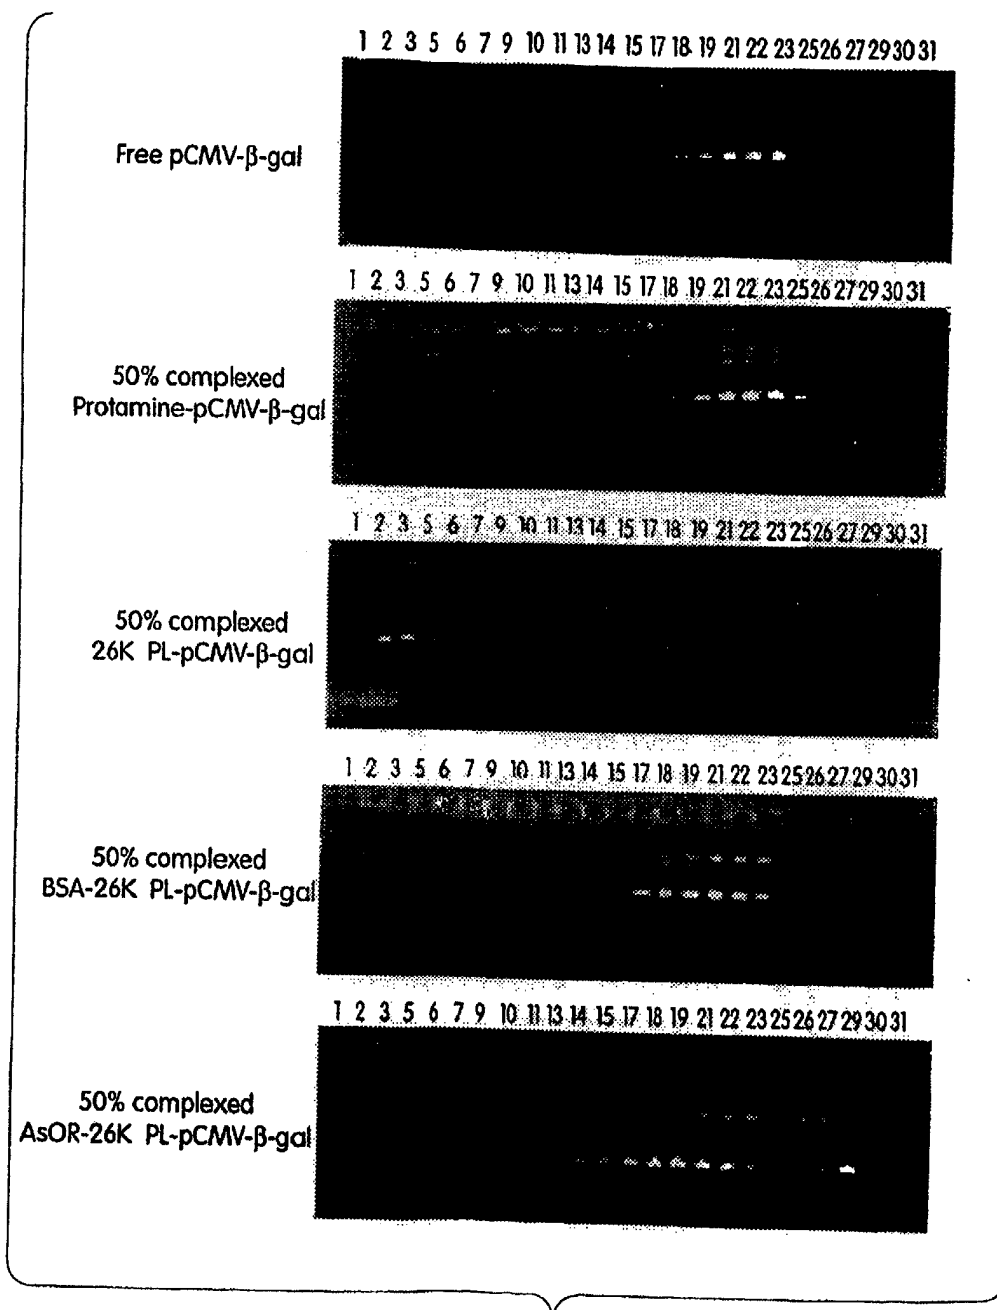 1 2 3 5 6 7 9 10 11 13 14 15 17 18 19 21 22 23 25 26 27 29 30 31
Free pCMV-β-gal
1 2 3 5 6 7 9 10 11 13 14 15 17 18 19 21 22 23 25 26 27 29 30 31
50% complexed
Protamine-pCMV-β-gal
1 2 3 5 6 7 9 10 11 13 14 15 17 18 19 21 22 23 25 26 27 29 30 31
50% complexed
26K PL-pCMV-β-gal
1 2 3 5 6 7 9 10 11 13 14 15 17 18 19 21 22 23 25 26 27 29 30 31
50% complexed
BSA-26K PL-pCMV-β-gal
1 2 3 5 6 7 9 10 11 13 14 15 17 18 19 21 22 23 25 26 27 29 30 31
50% complexed
AsOR-26K PL-pCMV-β-gal